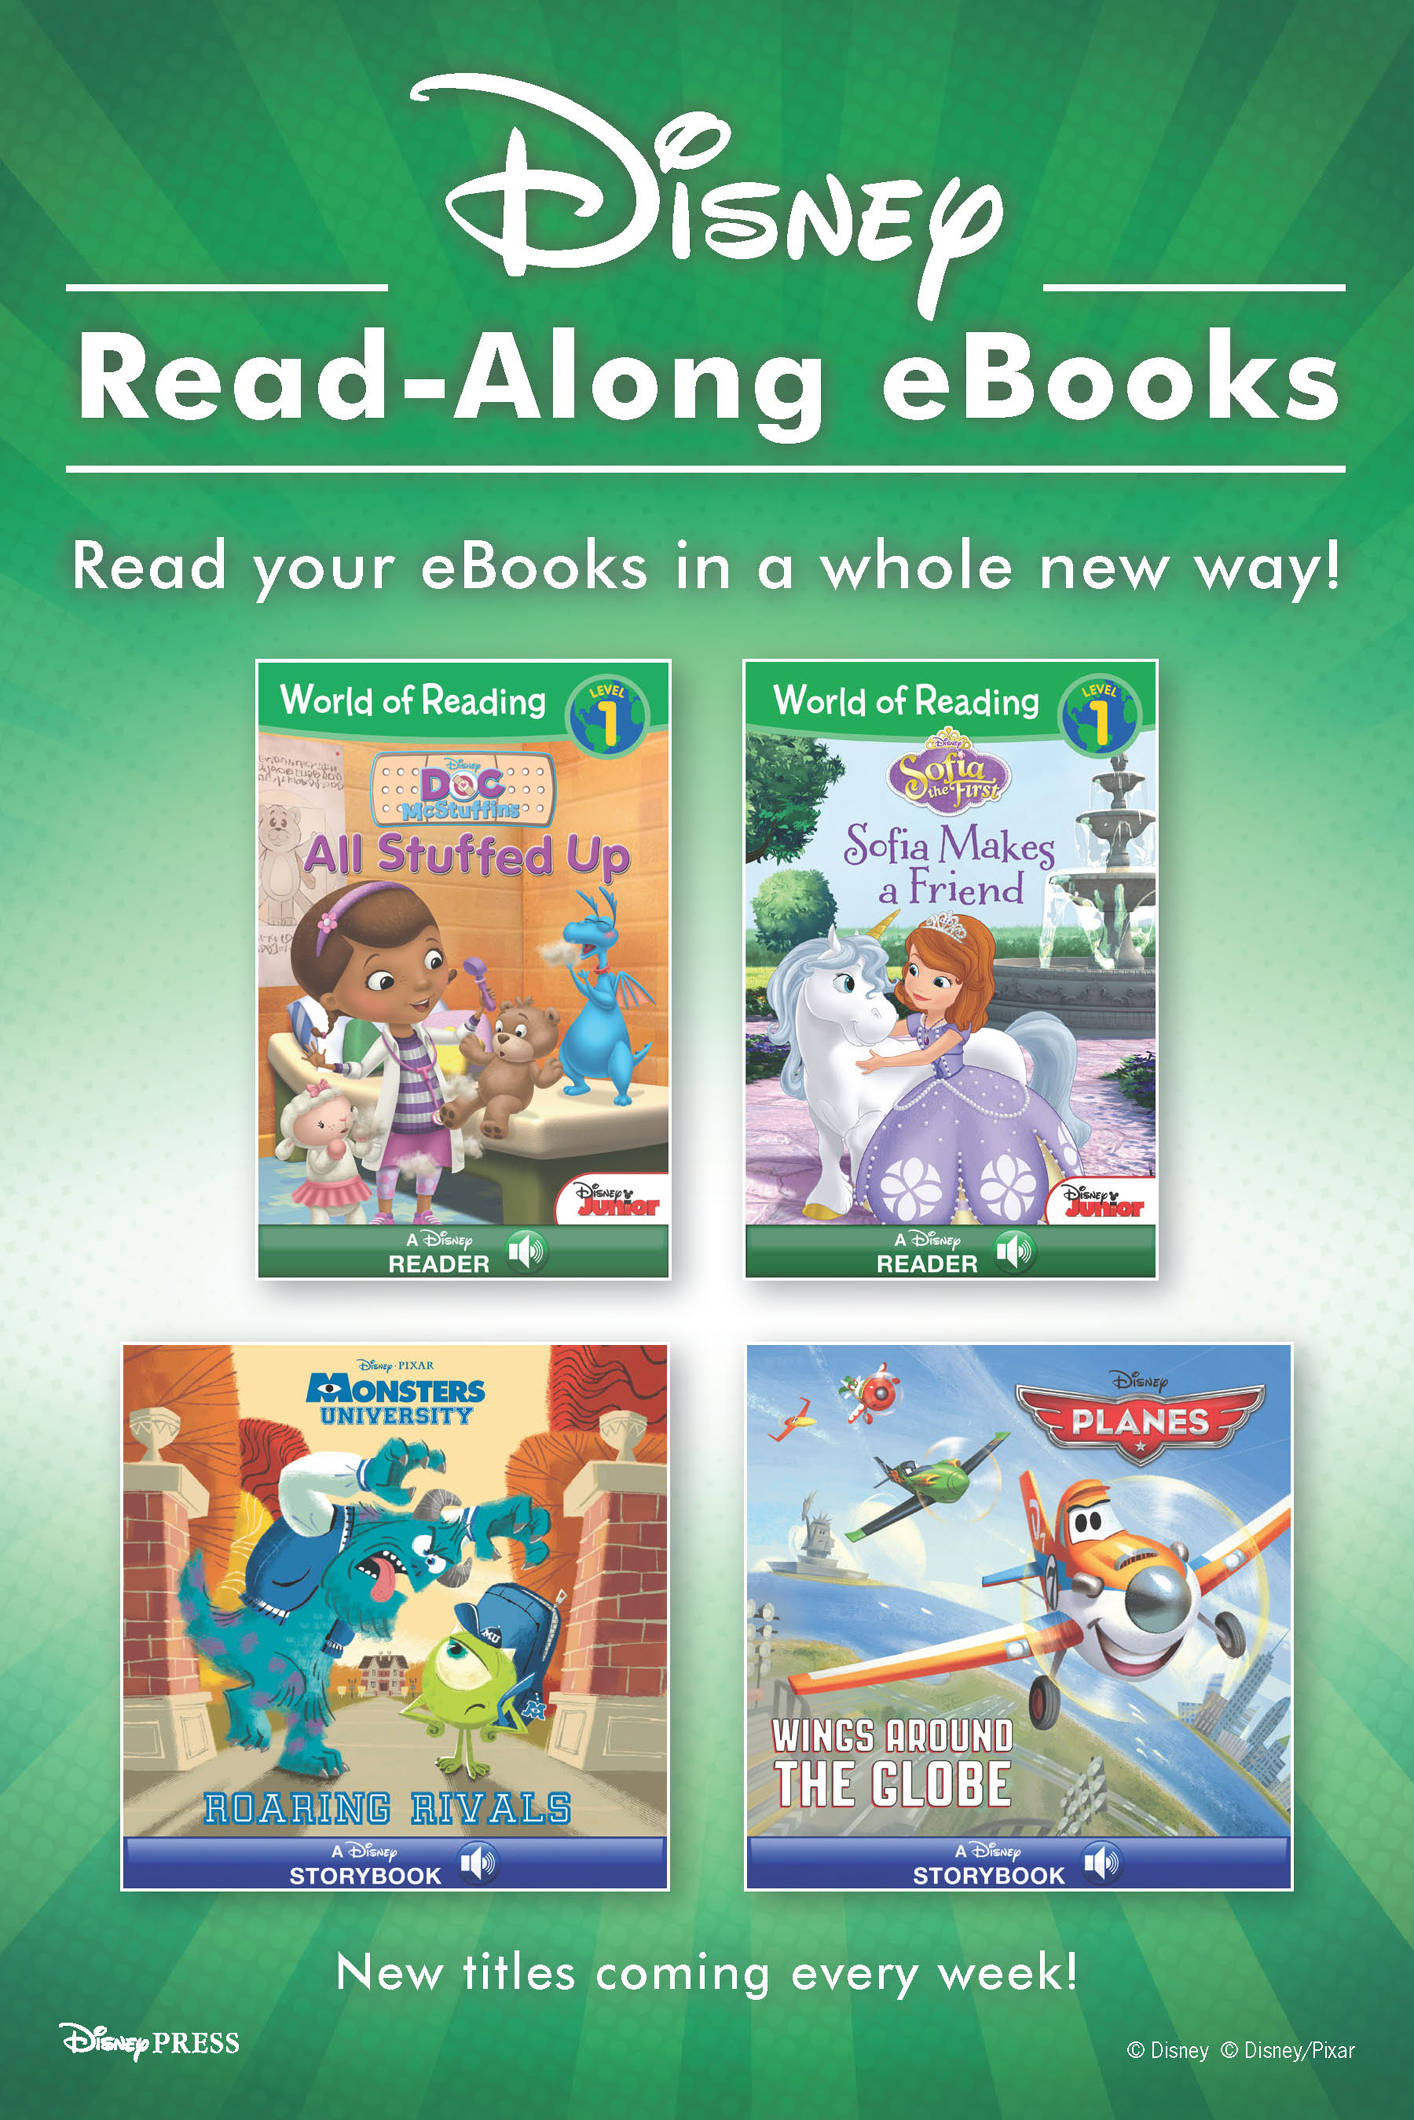 Disney
Read-Along eBooks
Read your eBooks in a whole new way!
World of Reading
LEVEL
1
Disney
DOC
McStuffins
All Stuffed Up
Disney
Junior
A Disney
READER
World of Reading
LEVEL
1
Disney
Sofia
the First
Sofia Makes
a Friend
Disney
Junior
A Disney
READER
Disney · PIXAR
MONSTERS
UNIVERSITY
MU
M
ROARING RIVALS
A Disney
STORYBOOK
Disney
PLANES
7
WINGS AROUND
THE GLOBE
A Disney
STORYBOOK
New titles coming every week!
Disney PRESS
© Disney © Disney/Pixar